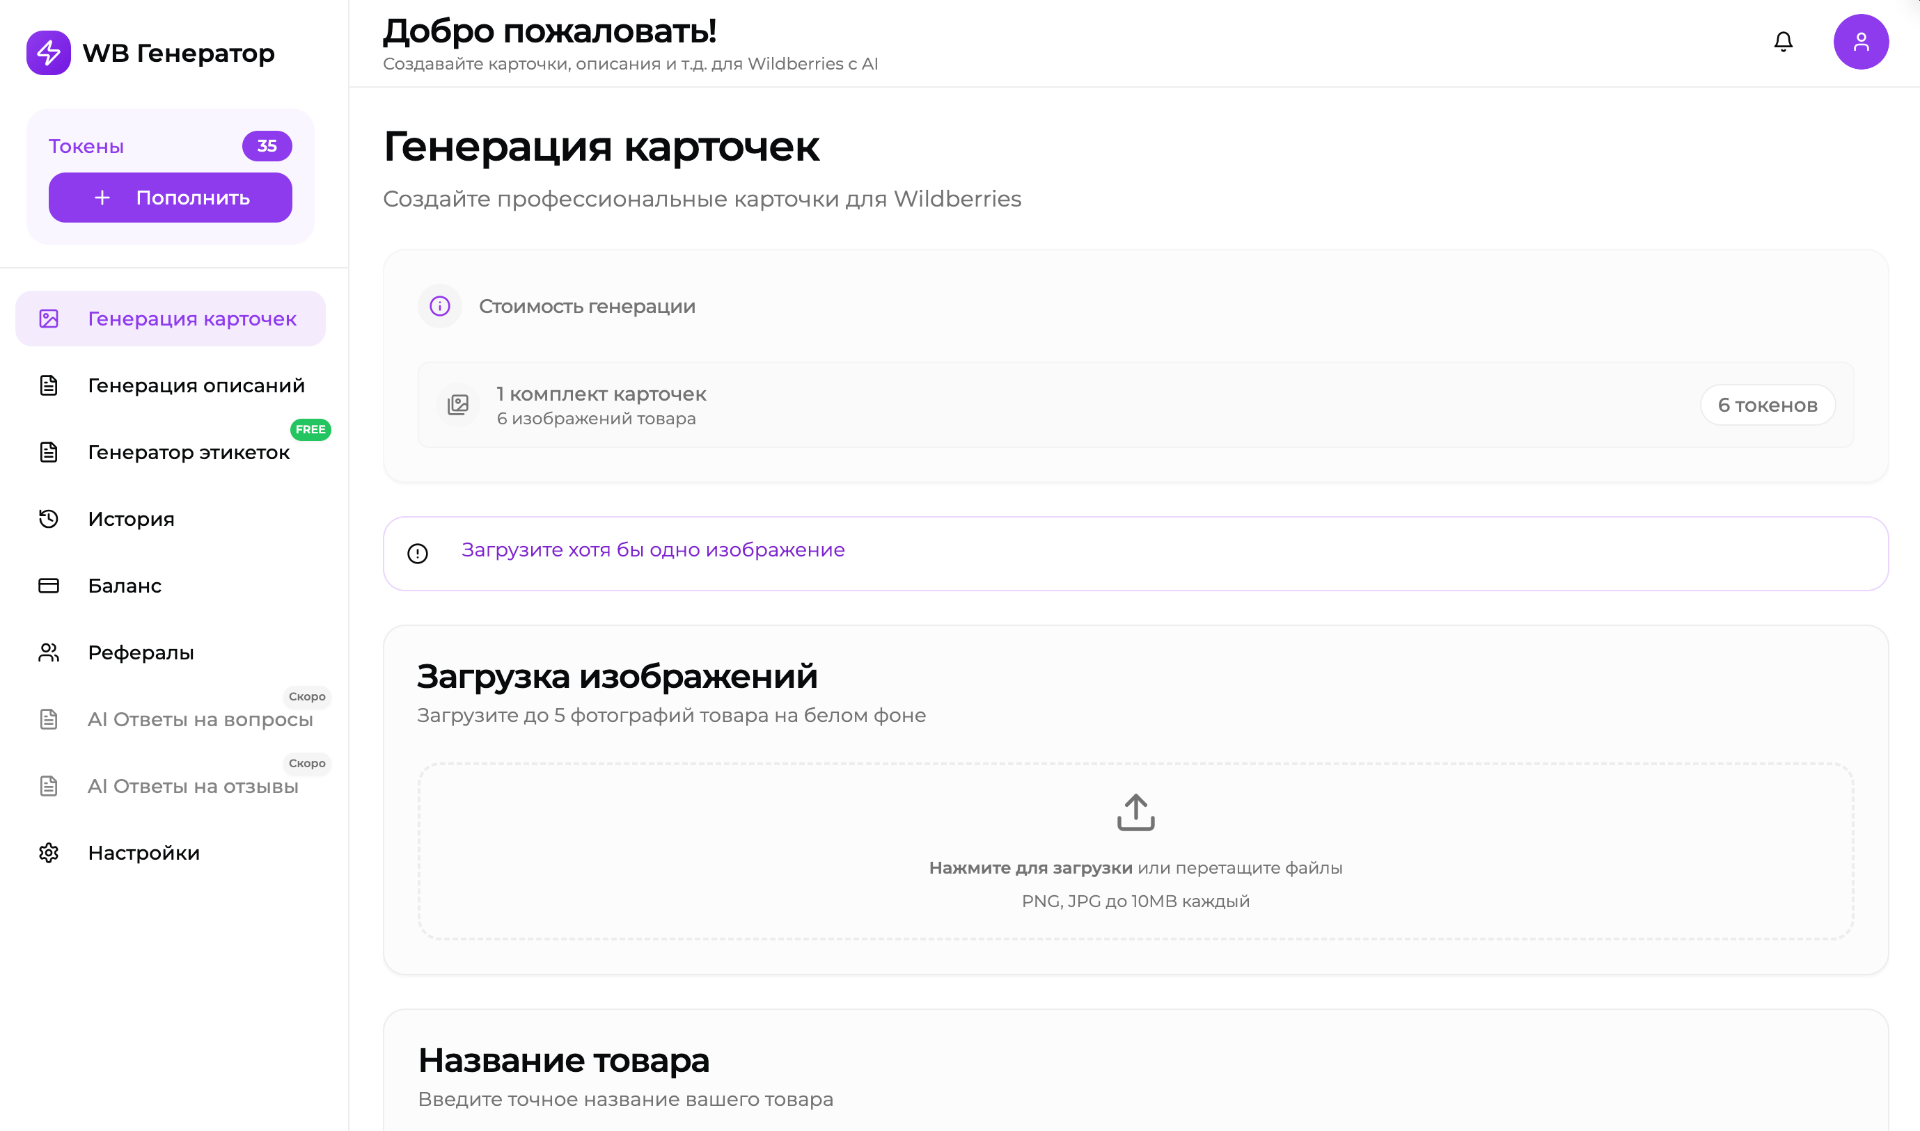 WB Генератор
Токены
35
Пополнить
Генерация карточек
Генерация описаний
FREE
Генератор этикеток
История
Баланс
Рефералы
Скоро
AI Ответы на вопросы
Скоро
AI Ответы на отзывы
Настройки
Добро пожаловать!
Создавайте карточки, описания и т.д. для Wildberries с AI
Генерация карточек
Создайте профессиональные карточки для Wildberries
Стоимость генерации
1 комплект карточек
6 изображений товара
6 токенов
Загрузите хотя бы одно изображение
Загрузка изображений
Загрузите до 5 фотографий товара на белом фоне
Нажмите для загрузки или перетащите файлы
PNG, JPG до 10MB каждый
Название товара
Введите точное название вашего товара